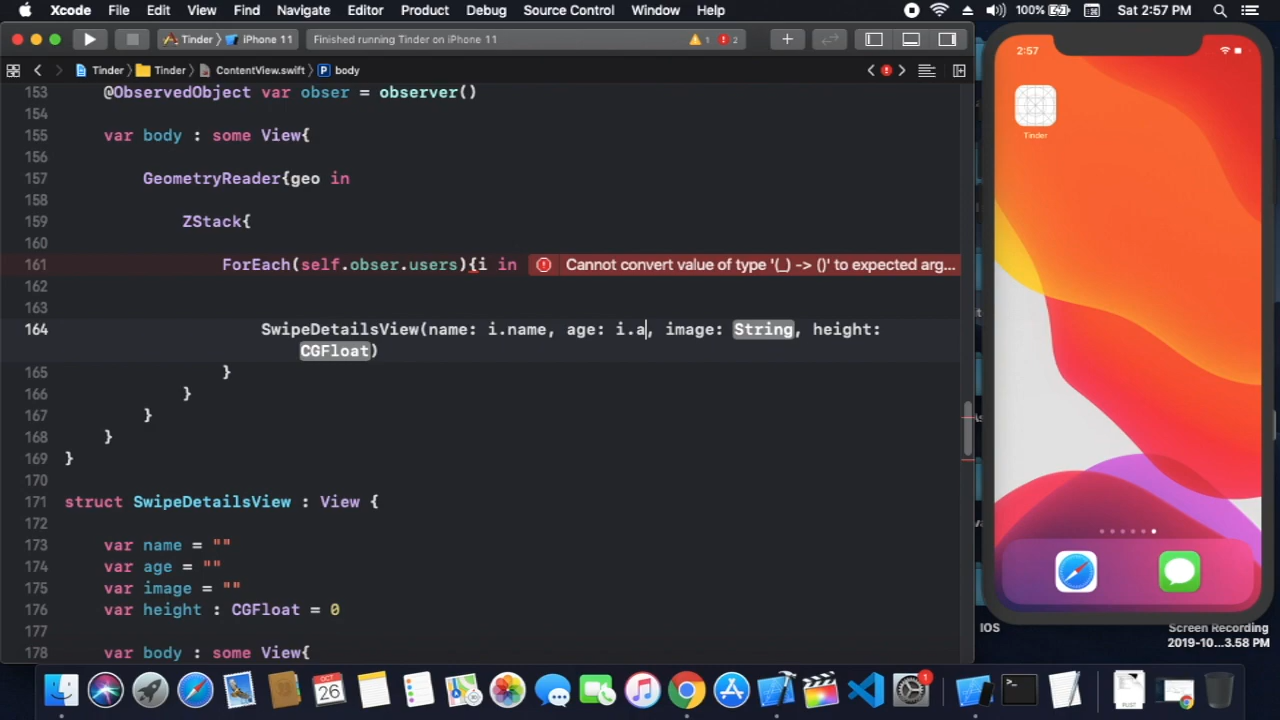 Xcode File Edit View Find Navigate Editor Product Debug Source Control Window Help 100% Sat 2:57 PM
Tinder iPhone 11 Finished running Tinder on iPhone 11 1 2
Tinder Tinder ContentView.swift P body
153 @ObservedObject var obser = observer()
154
155 var body : some View{
156
157 GeometryReader{geo in
158
159 ZStack{
160
161 ForEach(self.obser.users){i in Cannot convert value of type '(_) -> ()' to expected arg...
162
163
164 SwipeDetailsView(name: i.name, age: i.a, image: String, height:
CGFloat)
165 }
166 }
167 }
168 }
169 }
170
171 struct SwipeDetailsView : View {
172
173 var name = ""
174 var age = ""
175 var image = ""
176 var height : CGFloat = 0
177
178 var body : some View{
2:57
Tinder
IOS
Screen Recording
2019-10...3.58 PM
OCT
26
1